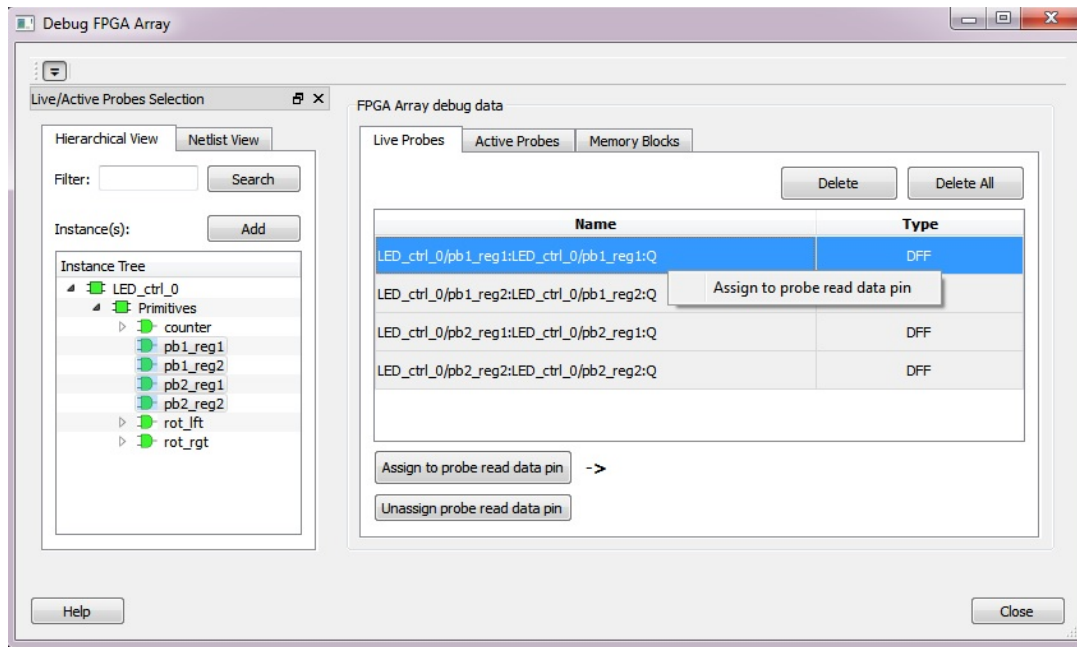 Debug FPGA Array
Live/Active Probes Selection
Hierarchical View Netlist View
Filter: Search
Instance(s): Add
Instance Tree
LED_ctrl_0
Primitives
counter
pb1_reg1
pb1_reg2
pb2_reg1
pb2_reg2
rot_lft
rot_rgt
FPGA Array debug data
Live Probes Active Probes Memory Blocks
Delete Delete All
Name Type
LED_ctrl_0/pb1_reg1:LED_ctrl_0/pb1_reg1:Q DFF
LED_ctrl_0/pb1_reg2:LED_ctrl_0/pb1_reg2:Q
Assign to probe read data pin
LED_ctrl_0/pb2_reg1:LED_ctrl_0/pb2_reg1:Q DFF
LED_ctrl_0/pb2_reg2:LED_ctrl_0/pb2_reg2:Q DFF
Assign to probe read data pin ->
Unassign probe read data pin
Help Close